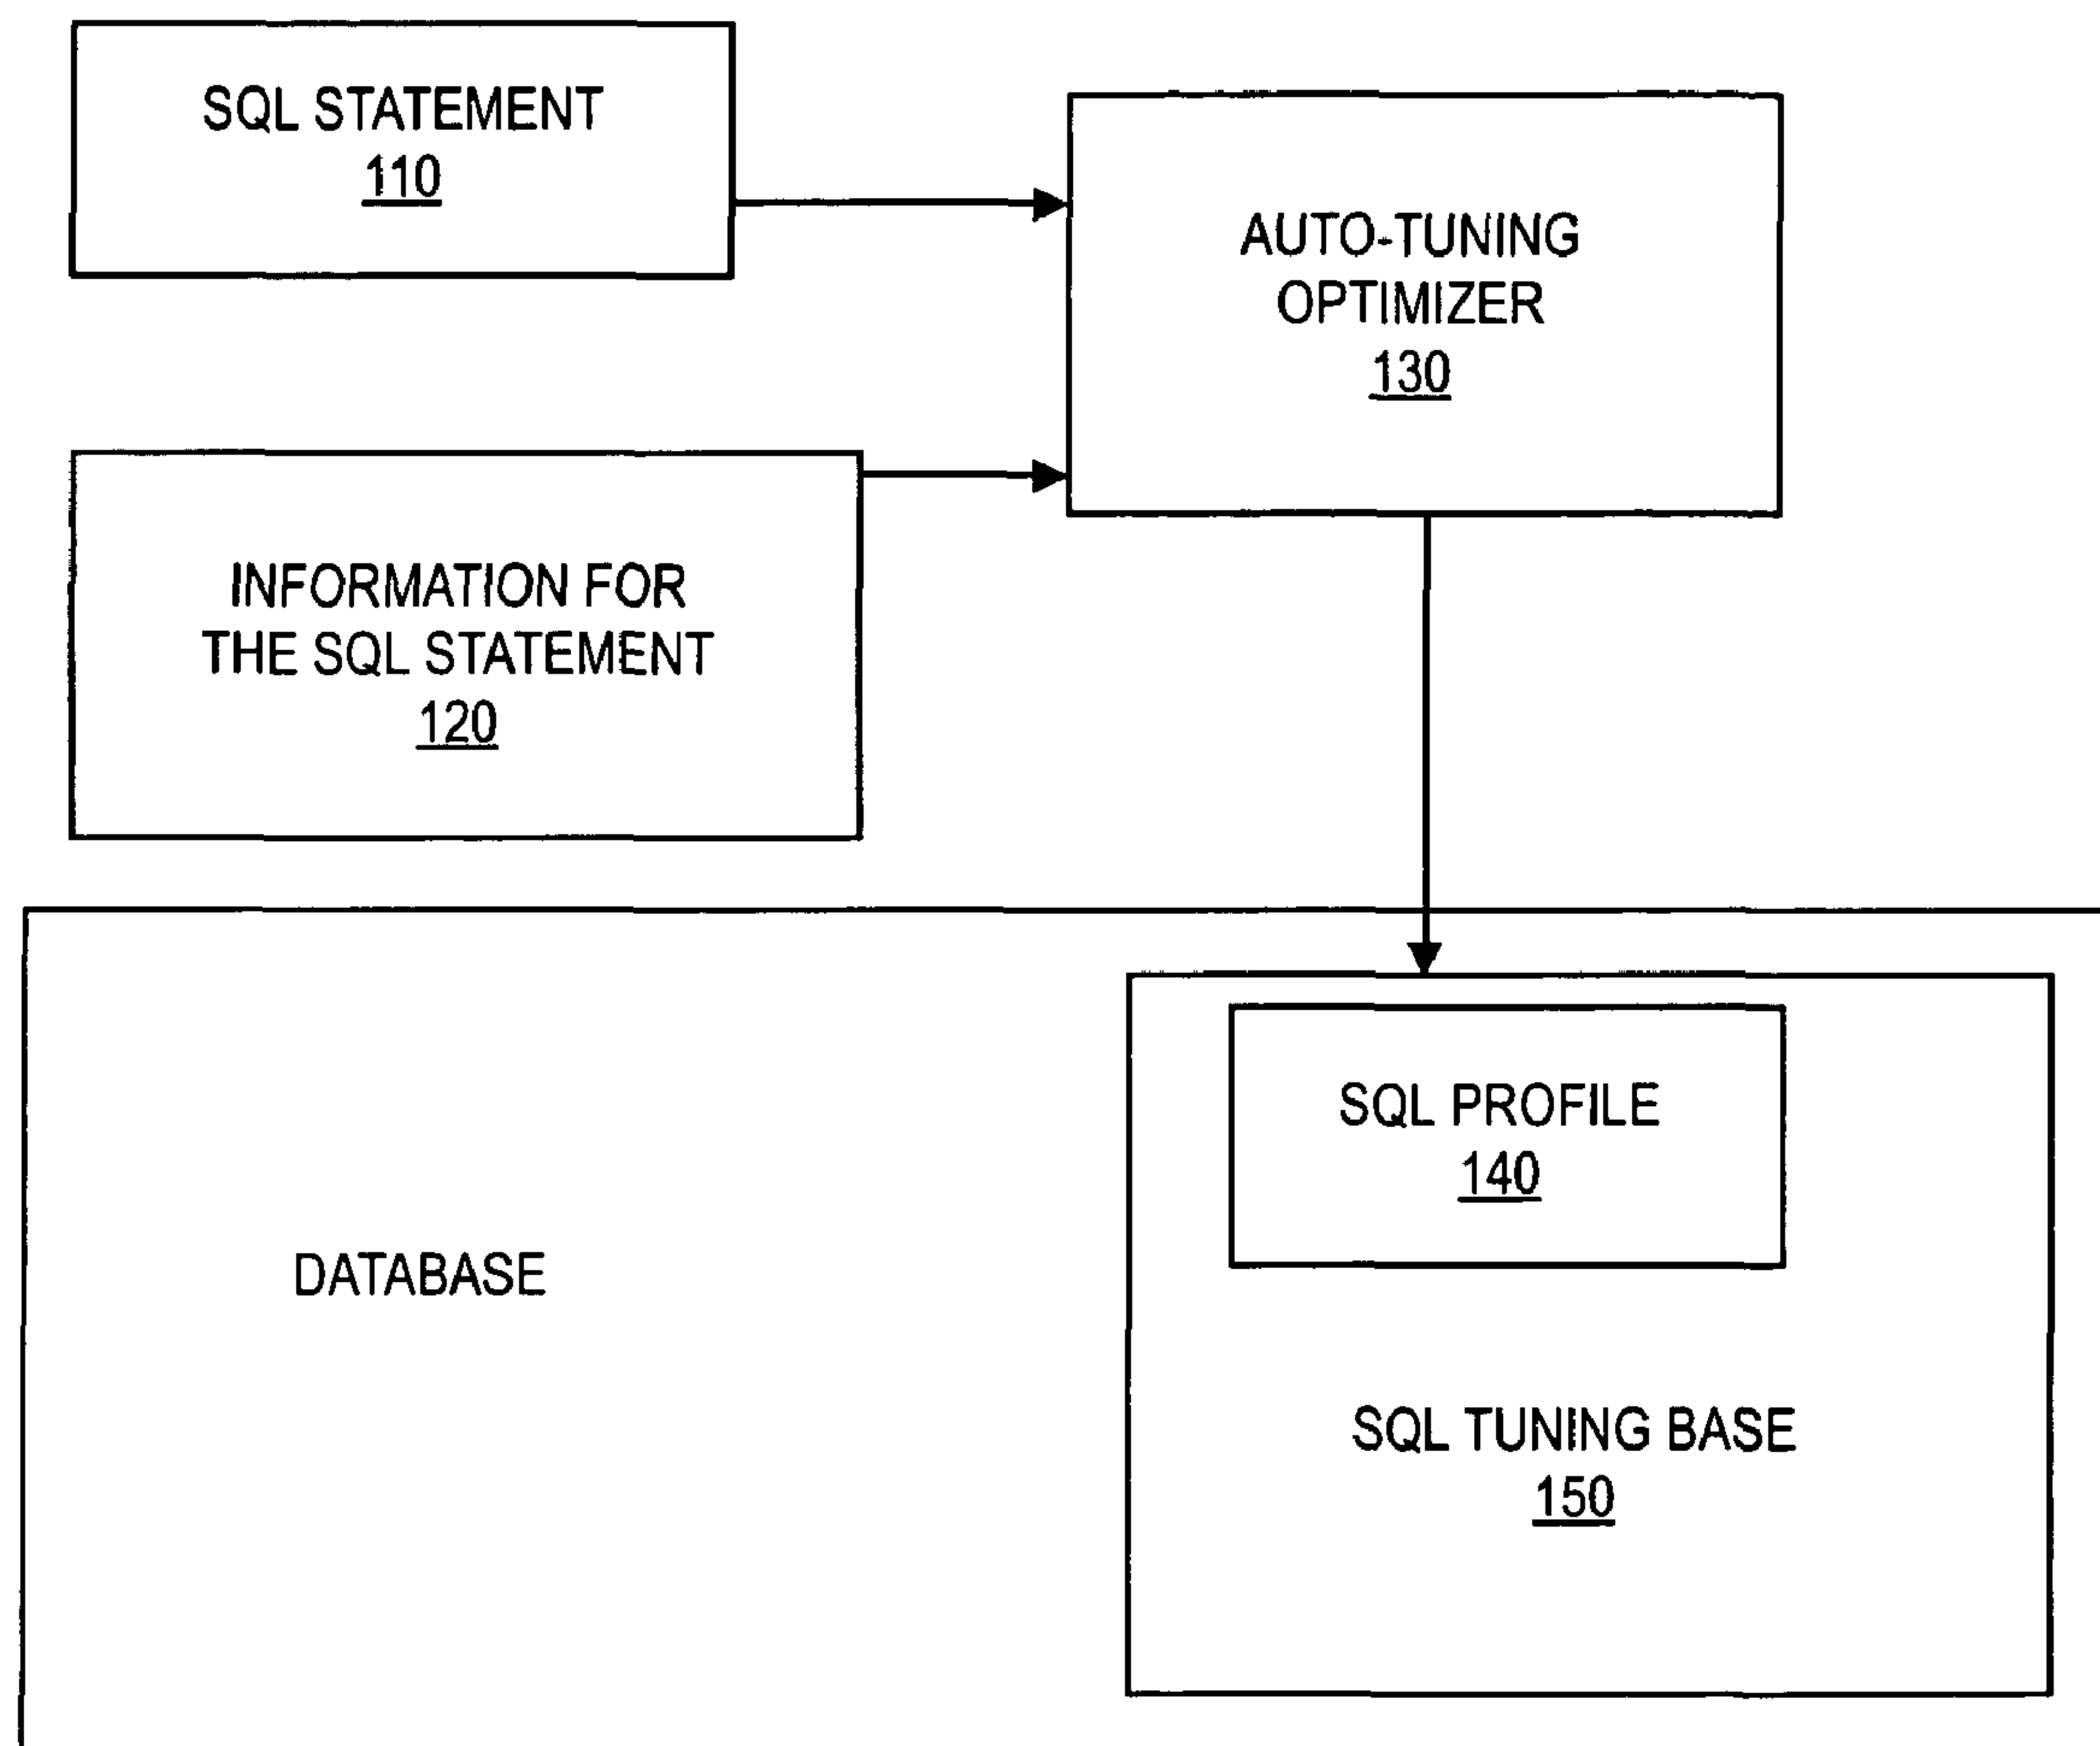 SQL STATEMENT
110
AUTO-TUNING
OPTIMIZER
130
INFORMATION FOR
THE SQL STATEMENT
120
SQL PROFILE
140
DATABASE
SQL TUNING BASE
150